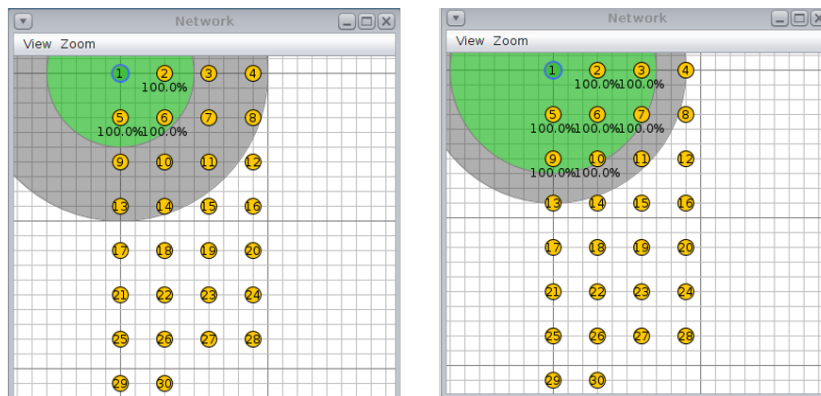 Network
View Zoom
1 2 3 4
100.0%
5 6 7 8
100.0% 100.0%
9 10 11 12
13 14 15 16
17 18 19 20
21 22 23 24
25 26 27 28
29 30
Network
View Zoom
1 2 3 4
100.0% 100.0%
5 6 7 8
100.0% 100.0% 100.0%
9 10 11 12
100.0% 100.0%
13 14 15 16
17 18 19 20
21 22 23 24
25 26 27 28
29 30